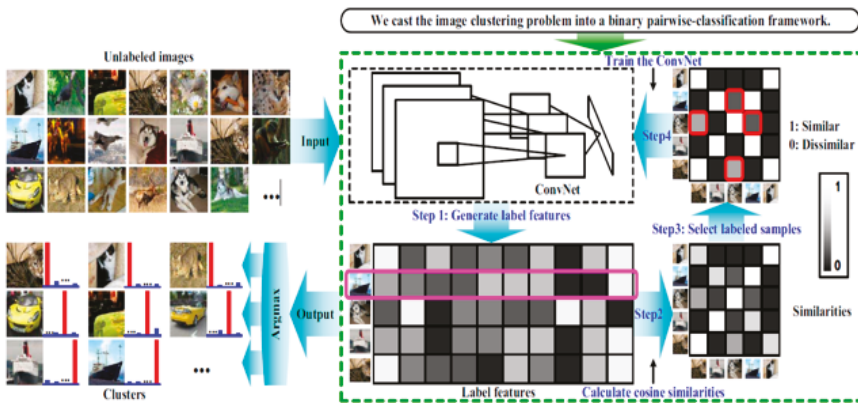 We cast the image clustering problem into a binary pairwise-classification framework.
Unlabeled images
Train the ConvNet
Input
Step4
1: Similar
0: Dissimilar
ConvNet
1
0
Step 1: Generate label features
Step3: Select labeled samples
Argmax
Output
Step2
Similarities
Clusters
Label features
Calculate cosine similarities